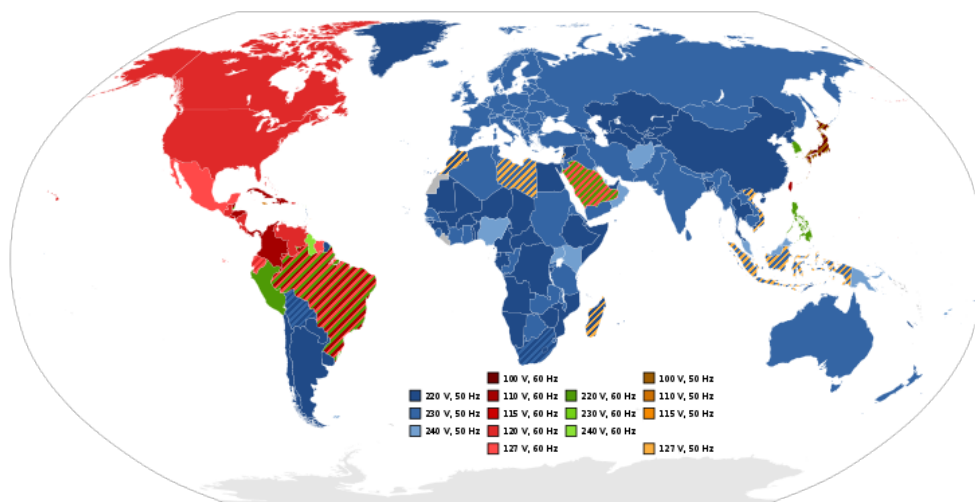 100 V, 60 Hz
100 V, 50 Hz
220 V, 50 Hz
110 V, 60 Hz
220 V, 60 Hz
110 V, 50 Hz
230 V, 50 Hz
115 V, 60 Hz
230 V, 60 Hz
115 V, 50 Hz
240 V, 50 Hz
120 V, 60 Hz
240 V, 60 Hz
127 V, 60 Hz
127 V, 50 Hz